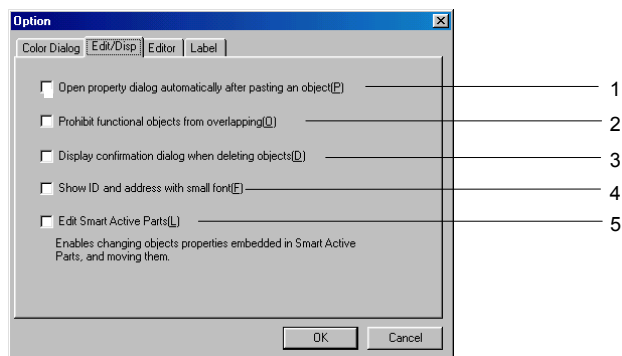 Option
Color Dialog Edit/Disp Editor Label
Open property dialog automatically after pasting an object(P) 1
Prohibit functional objects from overlapping(O) 2
Display confirmation dialog when deleting objects(D) 3
Show ID and address with small font(F) 4
Edit Smart Active Parts(L) 5
Enables changing objects properties embedded in Smart Active
Parts, and moving them.
OK Cancel